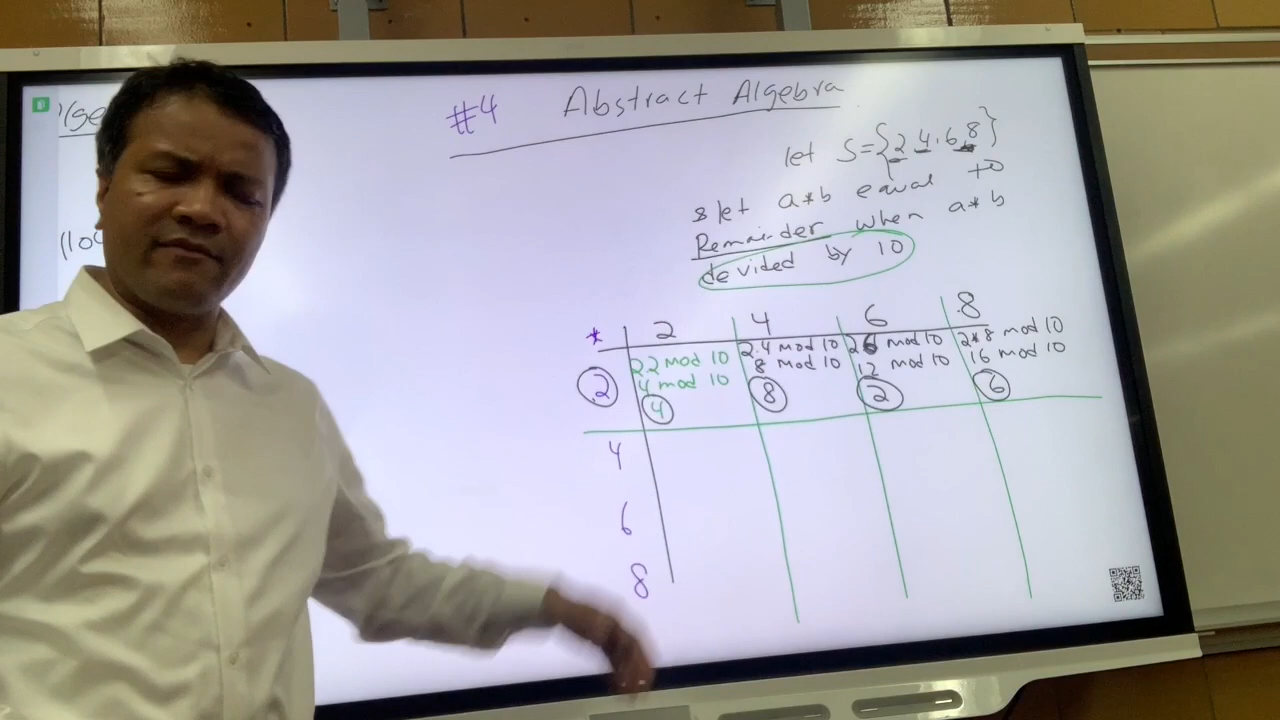 #4 Abstract Algebra
let S={2,4,6,8}
& let a*b equal to
Remainder when a*b
devided by 10
* 2 4 6 8
2 2.2 mod 10 2.4 mod 10 26 mod 10 2*8 mod 10
4 mod 10 8 mod 10 12 mod 10 16 mod 10
4 8 2 6
4
6
8